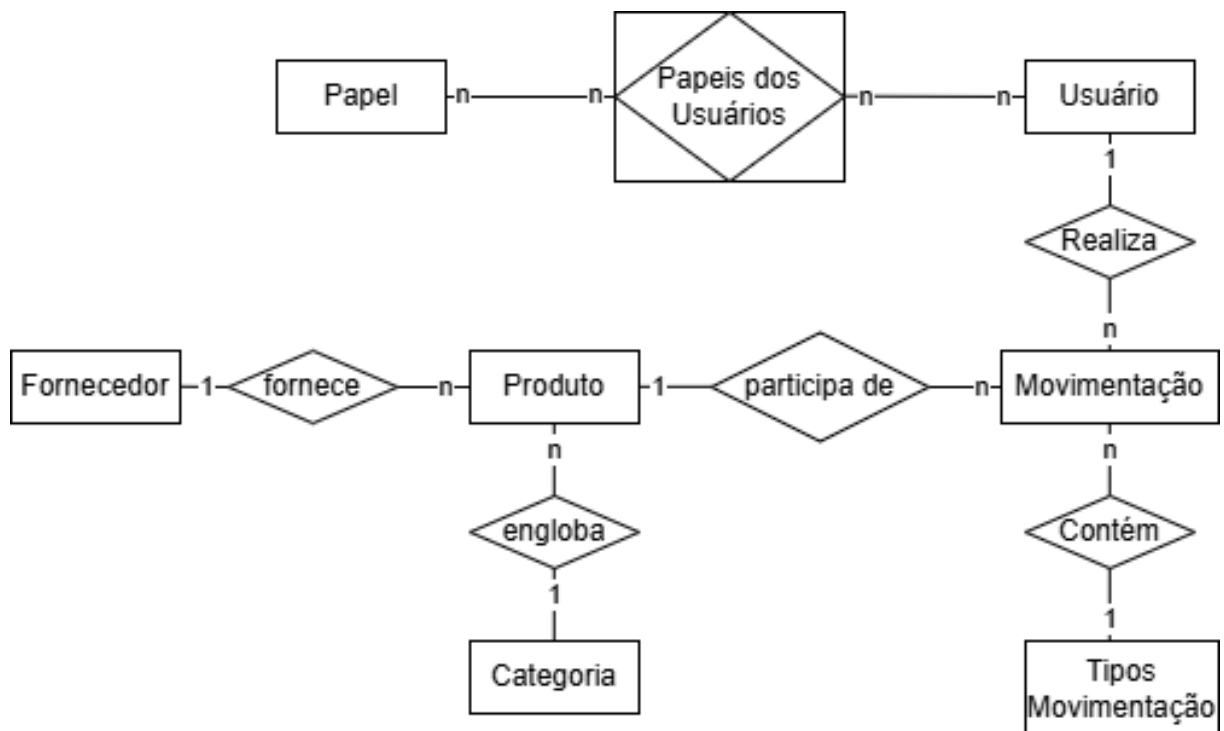 Papel
n
n
Papeis dos
Usuários
n
n
Usuário
1
Realiza
n
Fornecedor
1
fornece
n
Produto
1
participa de
n
Movimentação
n
engloba
1
Categoria
n
Contém
1
Tipos
Movimentação